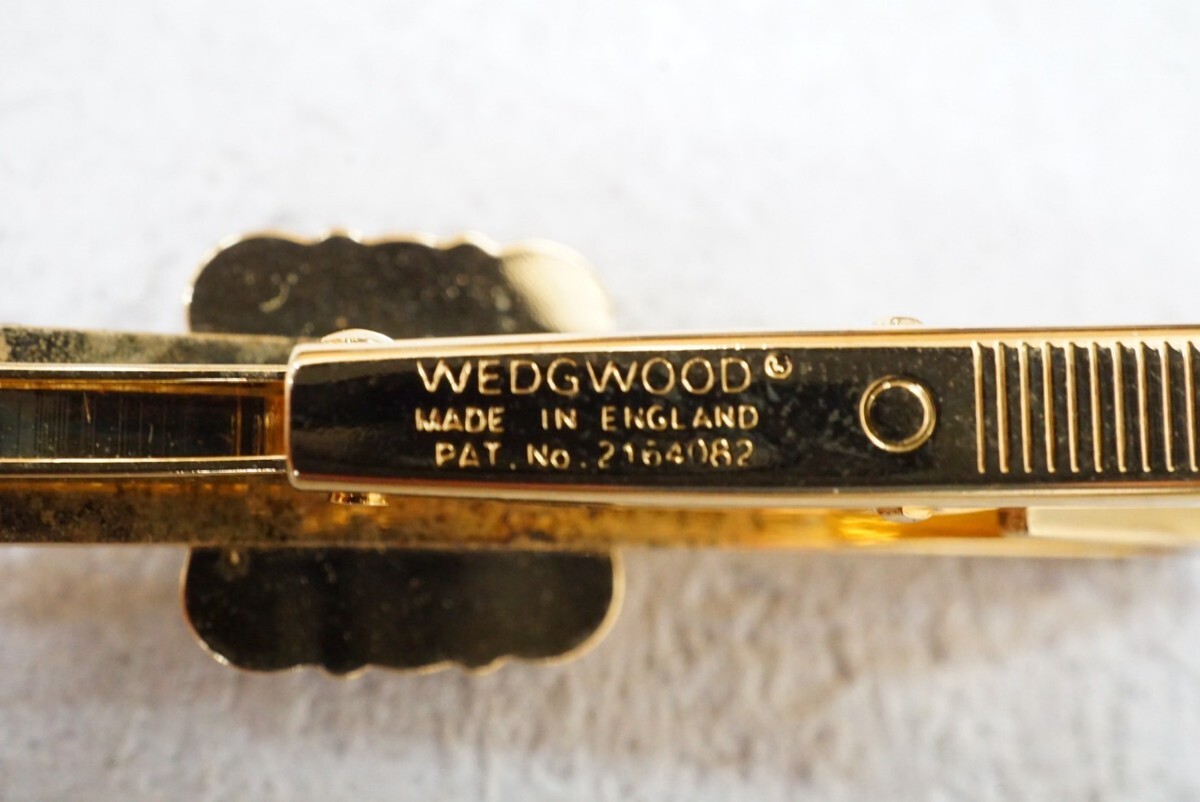 WEDGWOOD®
MADE IN ENGLAND
PAT. No. 2164082